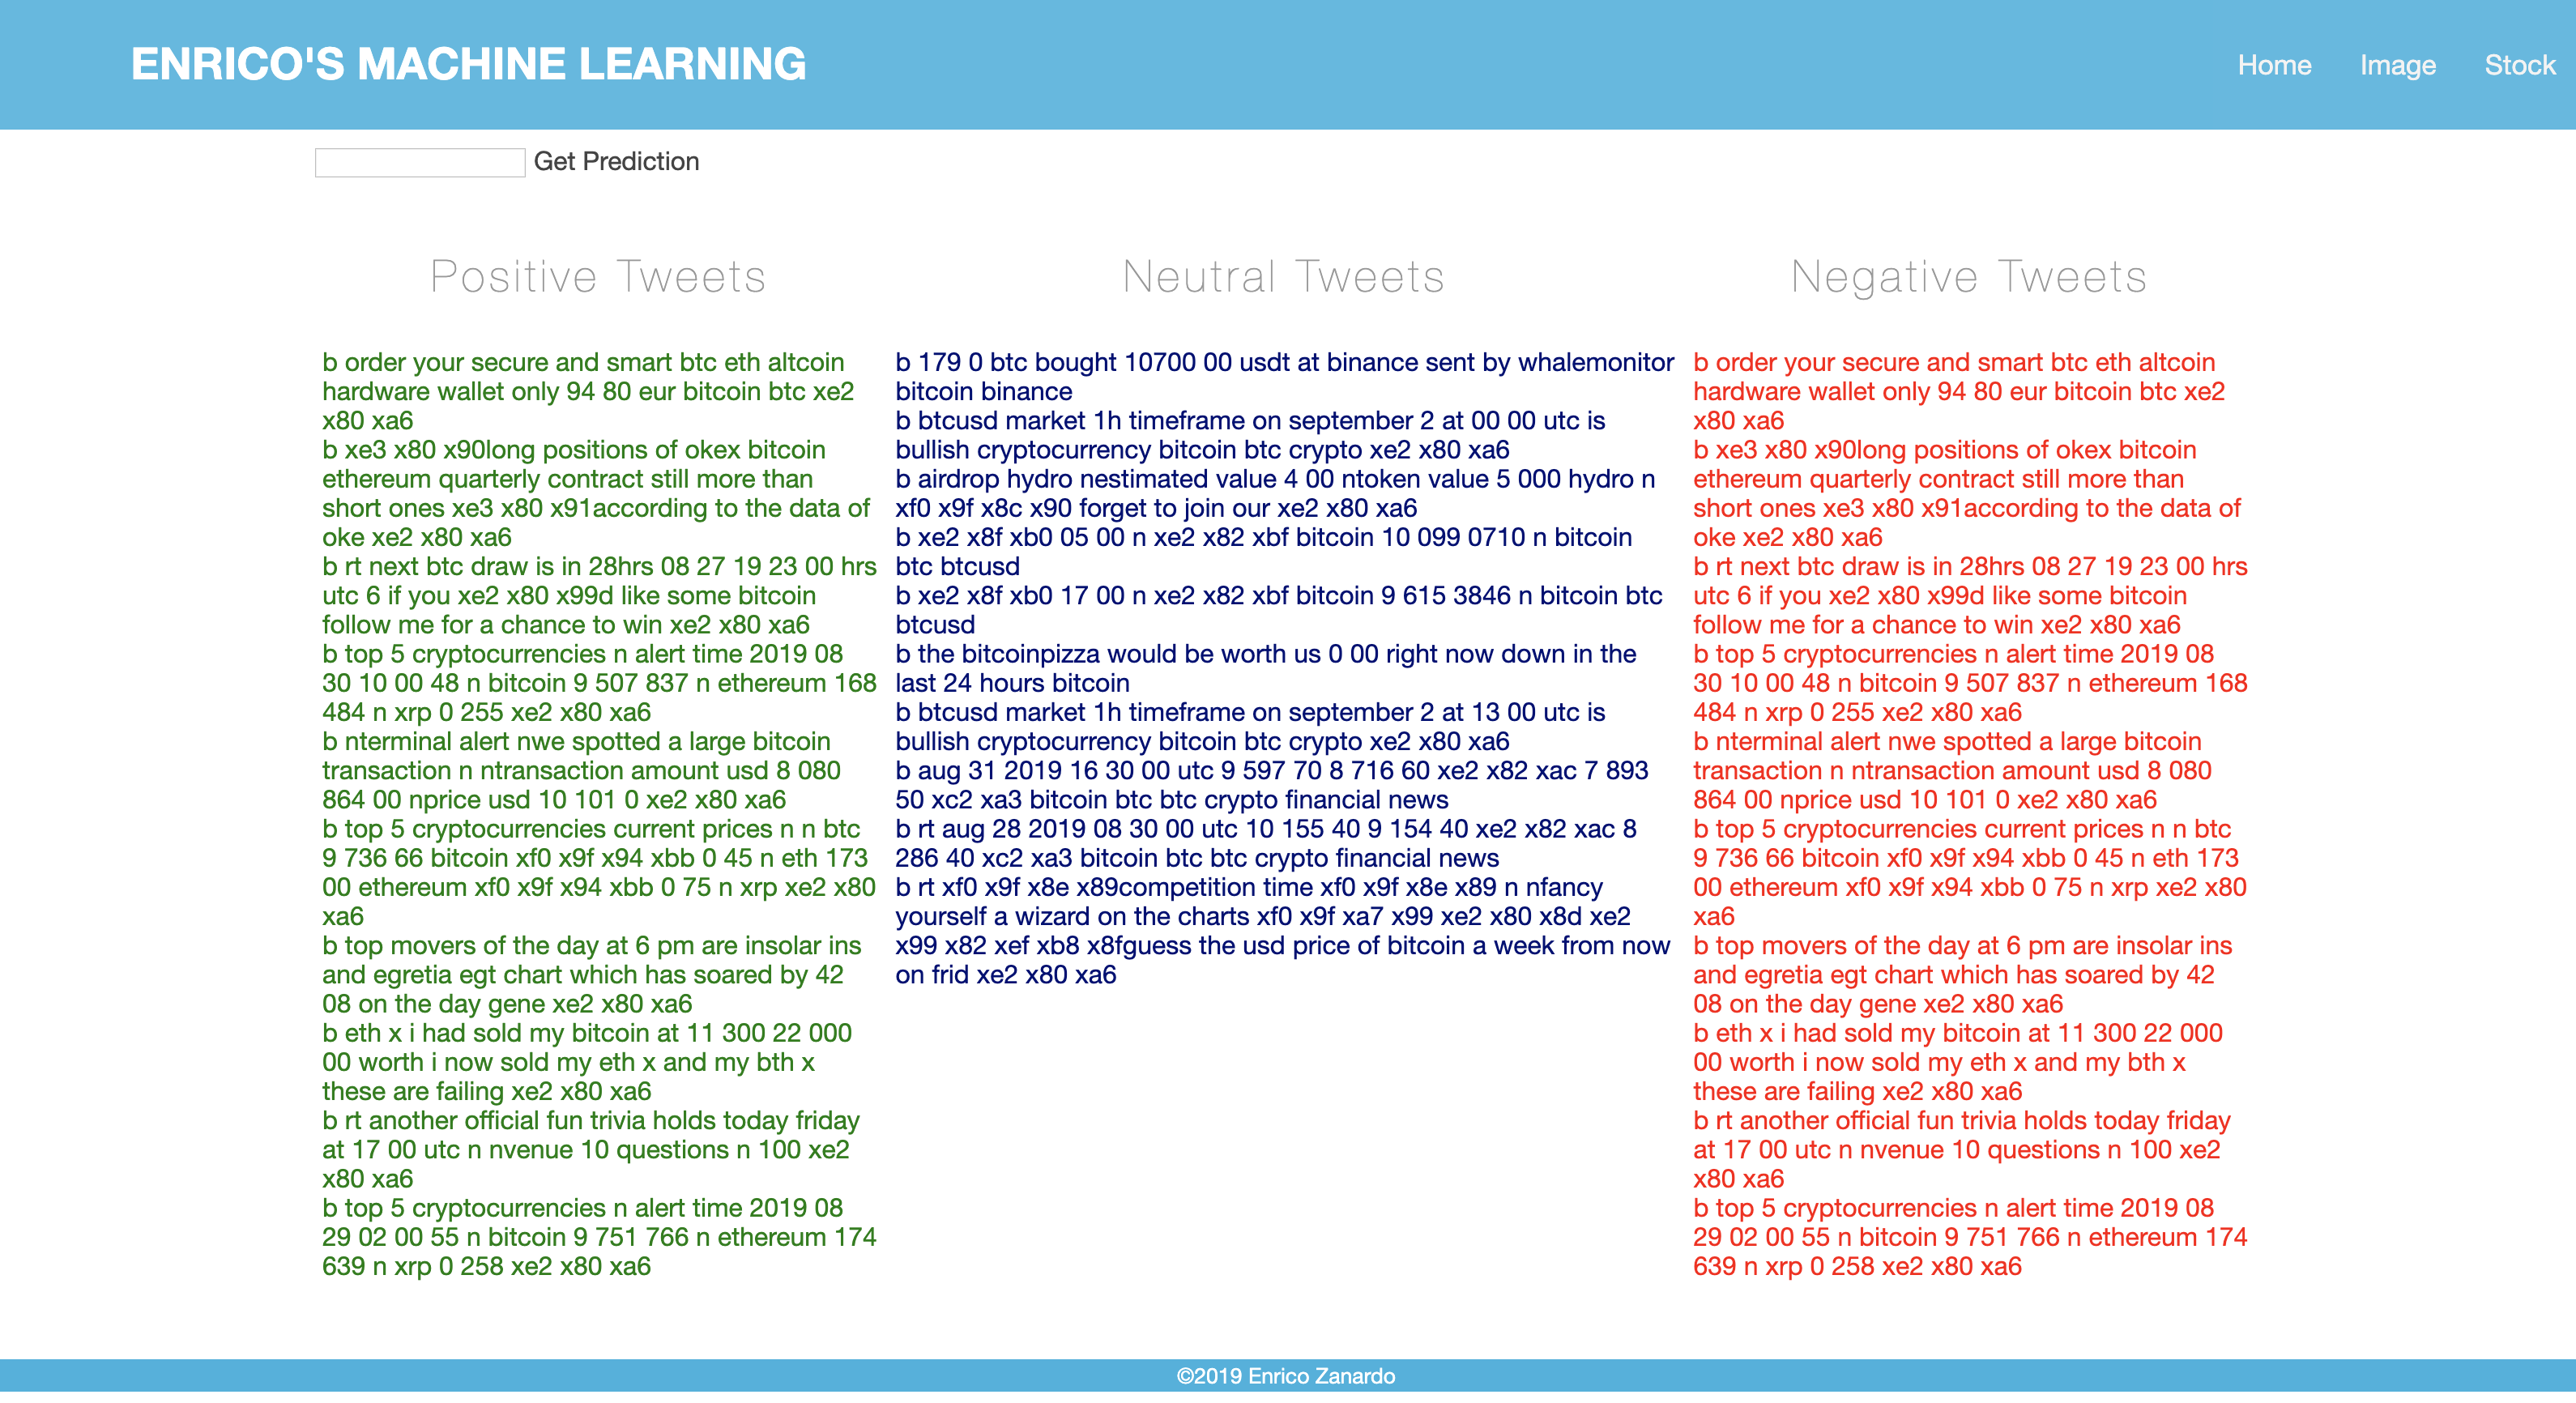 ENRICO'S MACHINE LEARNING
Home Image Stock
Get Prediction
Positive Tweets
b order your secure and smart btc eth altcoin
hardware wallet only 94 80 eur bitcoin btc xe2
x80 xa6
b xe3 x80 x90long positions of okex bitcoin
ethereum quarterly contract still more than
short ones xe3 x80 x91according to the data of
oke xe2 x80 xa6
b rt next btc draw is in 28hrs 08 27 19 23 00 hrs
utc 6 if you xe2 x80 x99d like some bitcoin
follow me for a chance to win xe2 x80 xa6
b top 5 cryptocurrencies n alert time 2019 08
30 10 00 48 n bitcoin 9 507 837 n ethereum 168
484 n xrp 0 255 xe2 x80 xa6
b nterminal alert nwe spotted a large bitcoin
transaction n ntransaction amount usd 8 080
864 00 nprice usd 10 101 0 xe2 x80 xa6
b top 5 cryptocurrencies current prices n n btc
9 736 66 bitcoin xf0 x9f x94 xbb 0 45 n eth 173
00 ethereum xf0 x9f x94 xbb 0 75 n xrp xe2 x80
xa6
b top movers of the day at 6 pm are insolar ins
and egretia egt chart which has soared by 42
08 on the day gene xe2 x80 xa6
b eth x i had sold my bitcoin at 11 300 22 000
00 worth i now sold my eth x and my bth x
these are failing xe2 x80 xa6
b rt another official fun trivia holds today friday
at 17 00 utc n nvenue 10 questions n 100 xe2
x80 xa6
b top 5 cryptocurrencies n alert time 2019 08
29 02 00 55 n bitcoin 9 751 766 n ethereum 174
639 n xrp 0 258 xe2 x80 xa6
Neutral Tweets
b 179 0 btc bought 10700 00 usdt at binance sent by whalemonitor
bitcoin binance
b btcusd market 1h timeframe on september 2 at 00 00 utc is
bullish cryptocurrency bitcoin btc crypto xe2 x80 xa6
b airdrop hydro nestimated value 4 00 ntoken value 5 000 hydro n
xf0 x9f x8c x90 forget to join our xe2 x80 xa6
b xe2 x8f xb0 05 00 n xe2 x82 xbf bitcoin 10 099 0710 n bitcoin
btc btcusd
b xe2 x8f xb0 17 00 n xe2 x82 xbf bitcoin 9 615 3846 n bitcoin btc
btcusd
b the bitcoinpizza would be worth us 0 00 right now down in the
last 24 hours bitcoin
b btcusd market 1h timeframe on september 2 at 13 00 utc is
bullish cryptocurrency bitcoin btc crypto xe2 x80 xa6
b aug 31 2019 16 30 00 utc 9 597 70 8 716 60 xe2 x82 xac 7 893
50 xc2 xa3 bitcoin btc btc crypto financial news
b rt aug 28 2019 08 30 00 utc 10 155 40 9 154 40 xe2 x82 xac 8
286 40 xc2 xa3 bitcoin btc btc crypto financial news
b rt xf0 x9f x8e x89competition time xf0 x9f x8e x89 n nfancy
yourself a wizard on the charts xf0 x9f xa7 x99 xe2 x80 x8d xe2
x99 x82 xef xb8 x8fguess the usd price of bitcoin a week from now
on frid xe2 x80 xa6
Negative Tweets
b order your secure and smart btc eth altcoin
hardware wallet only 94 80 eur bitcoin btc xe2
x80 xa6
b xe3 x80 x90long positions of okex bitcoin
ethereum quarterly contract still more than
short ones xe3 x80 x91according to the data of
oke xe2 x80 xa6
b rt next btc draw is in 28hrs 08 27 19 23 00 hrs
utc 6 if you xe2 x80 x99d like some bitcoin
follow me for a chance to win xe2 x80 xa6
b top 5 cryptocurrencies n alert time 2019 08
30 10 00 48 n bitcoin 9 507 837 n ethereum 168
484 n xrp 0 255 xe2 x80 xa6
b nterminal alert nwe spotted a large bitcoin
transaction n ntransaction amount usd 8 080
864 00 nprice usd 10 101 0 xe2 x80 xa6
b top 5 cryptocurrencies current prices n n btc
9 736 66 bitcoin xf0 x9f x94 xbb 0 45 n eth 173
00 ethereum xf0 x9f x94 xbb 0 75 n xrp xe2 x80
xa6
b top movers of the day at 6 pm are insolar ins
and egretia egt chart which has soared by 42
08 on the day gene xe2 x80 xa6
b eth x i had sold my bitcoin at 11 300 22 000
00 worth i now sold my eth x and my bth x
these are failing xe2 x80 xa6
b rt another official fun trivia holds today friday
at 17 00 utc n nvenue 10 questions n 100 xe2
x80 xa6
b top 5 cryptocurrencies n alert time 2019 08
29 02 00 55 n bitcoin 9 751 766 n ethereum 174
639 n xrp 0 258 xe2 x80 xa6
©2019 Enrico Zanardo